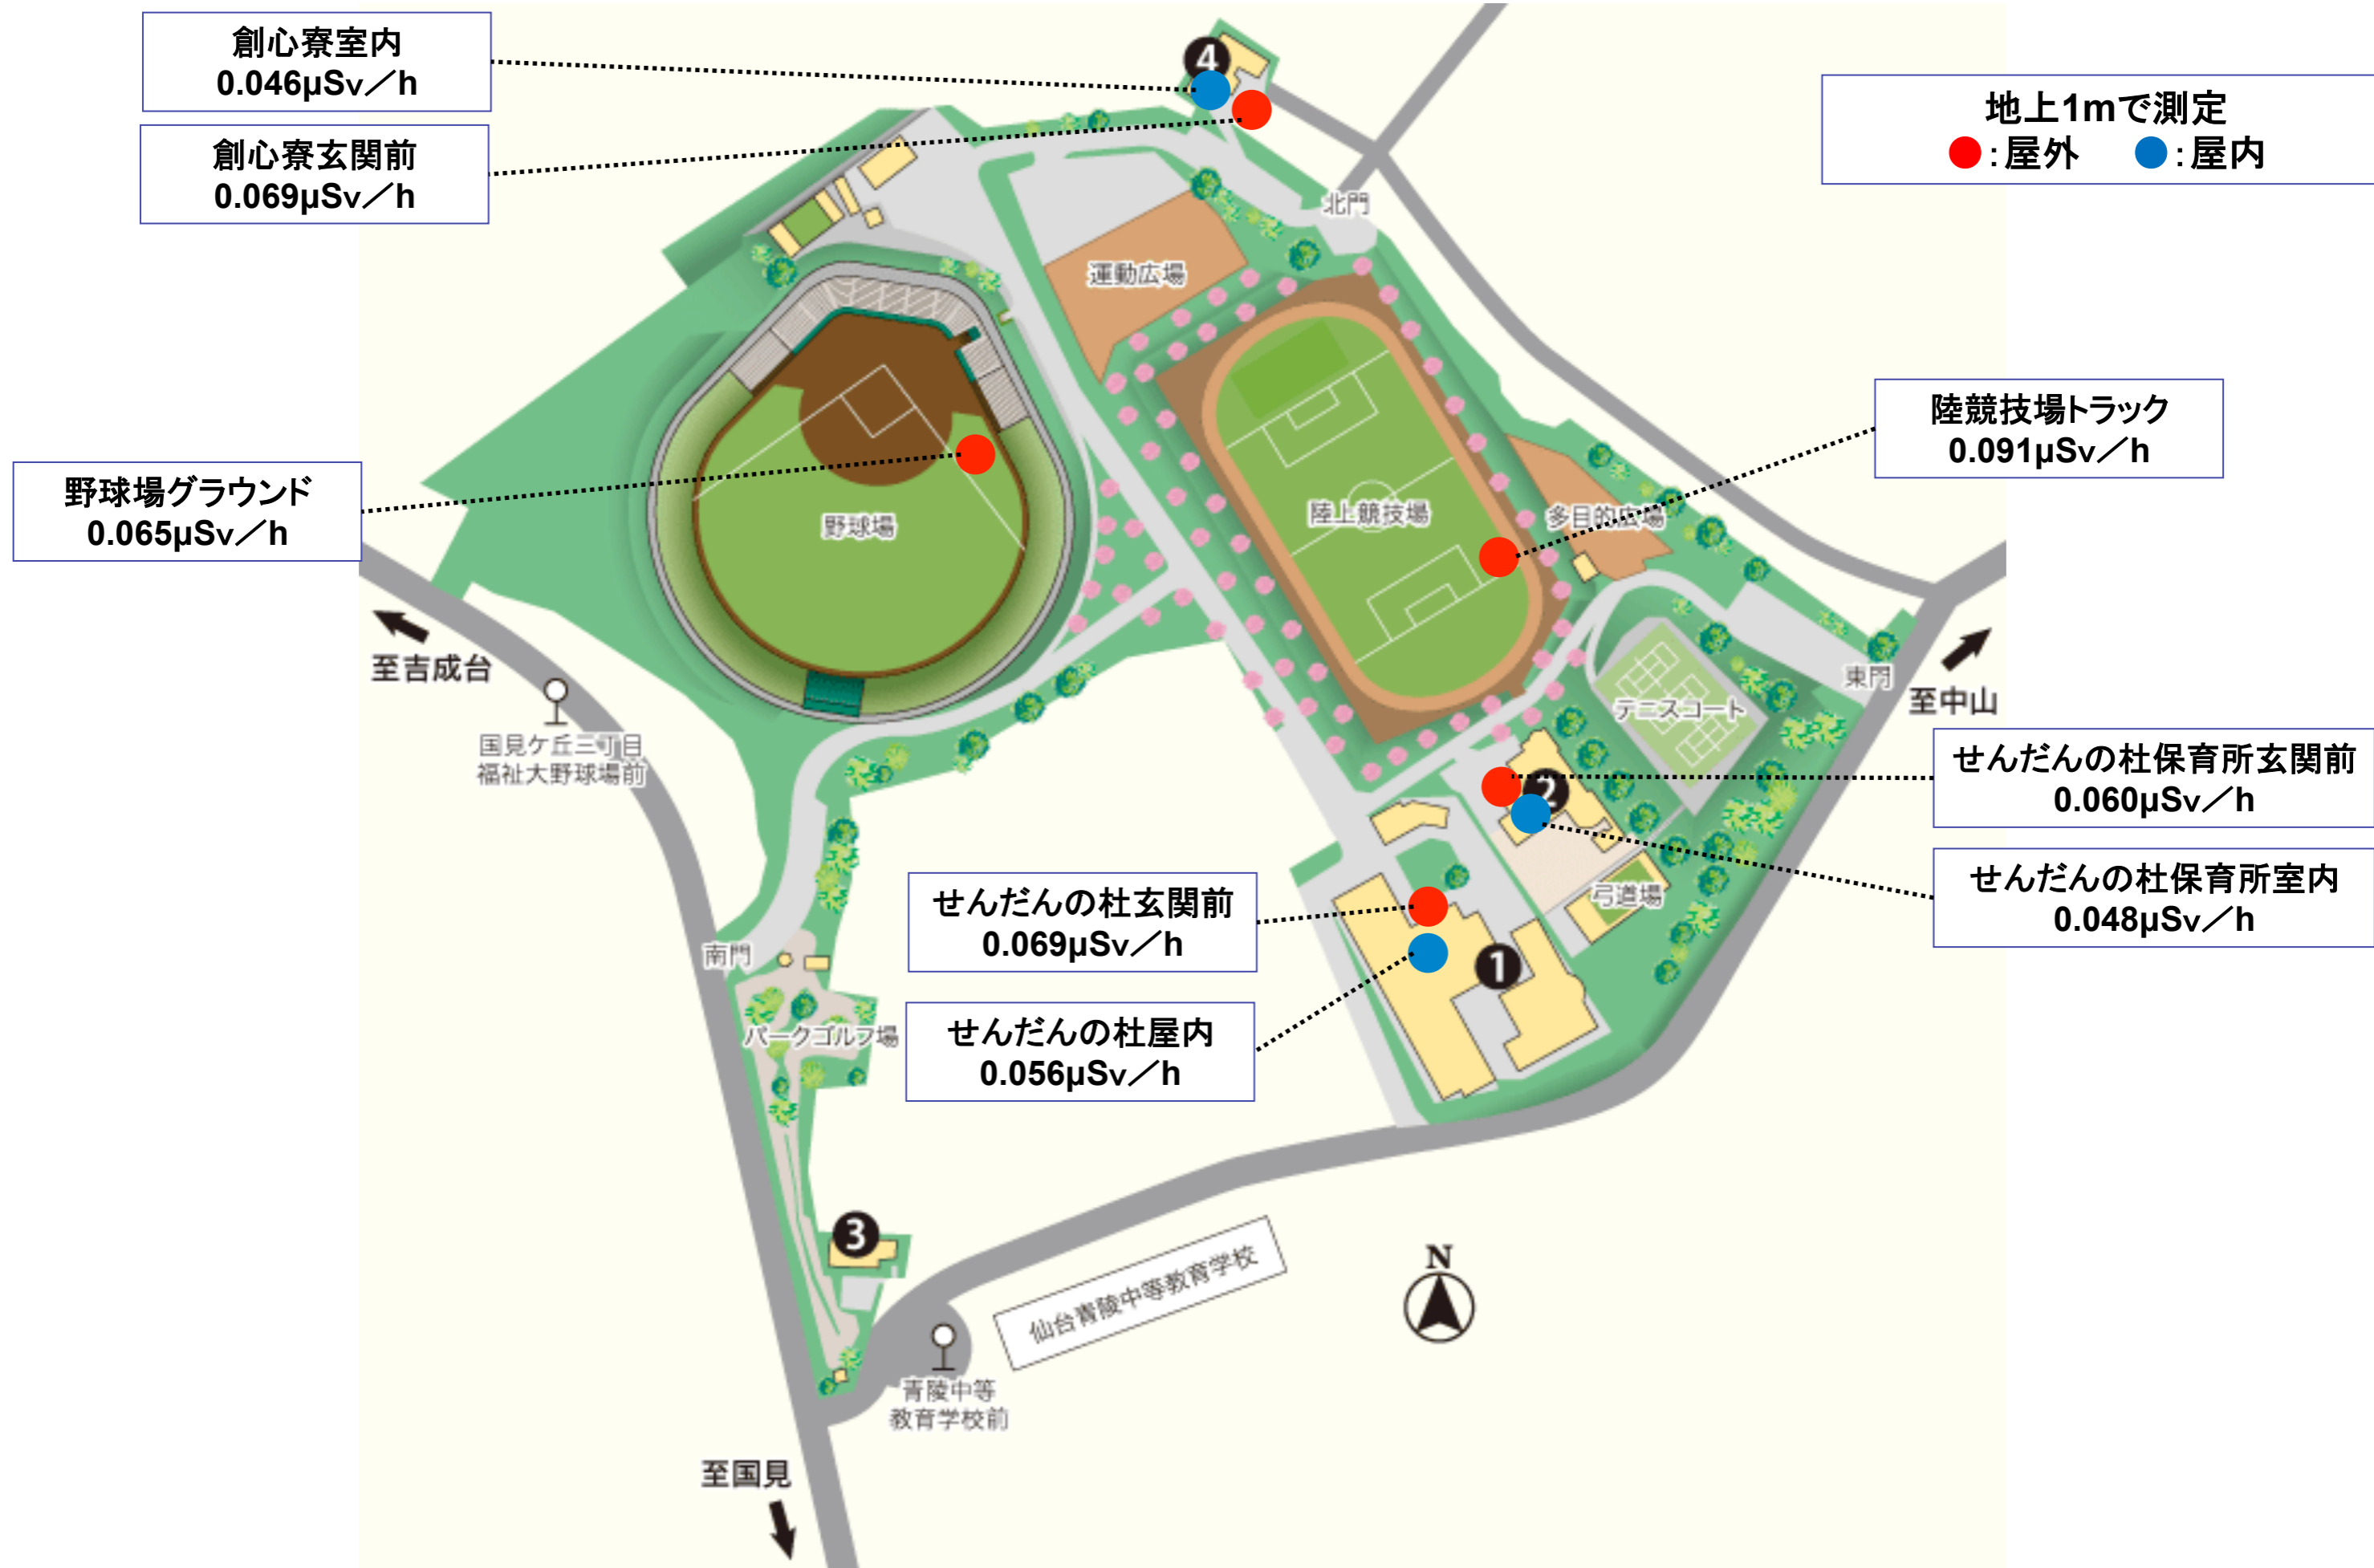 創心寮室内
0.046μSv／h
創心寮玄関前
0.069μSv／h
地上1mで測定
：屋外 ：屋内
4
北門
運動広場
陸競技場トラック
0.091μSv／h
野球場グラウンド
0.065μSv／h
野球場
陸上競技場
多目的広場
至吉成台
国見ケ丘三丁目
福祉大野球場前
テニスコート
東門
至中山
せんだんの杜保育所玄関前
0.060μSv／h
2
せんだんの杜保育所室内
0.048μSv／h
弓道場
せんだんの杜玄関前
0.069μSv／h
1
せんだんの杜屋内
0.056μSv／h
南門
パークゴルフ場
3
仙台青陵中等教育学校
N
青陵中等
教育学校前
至国見